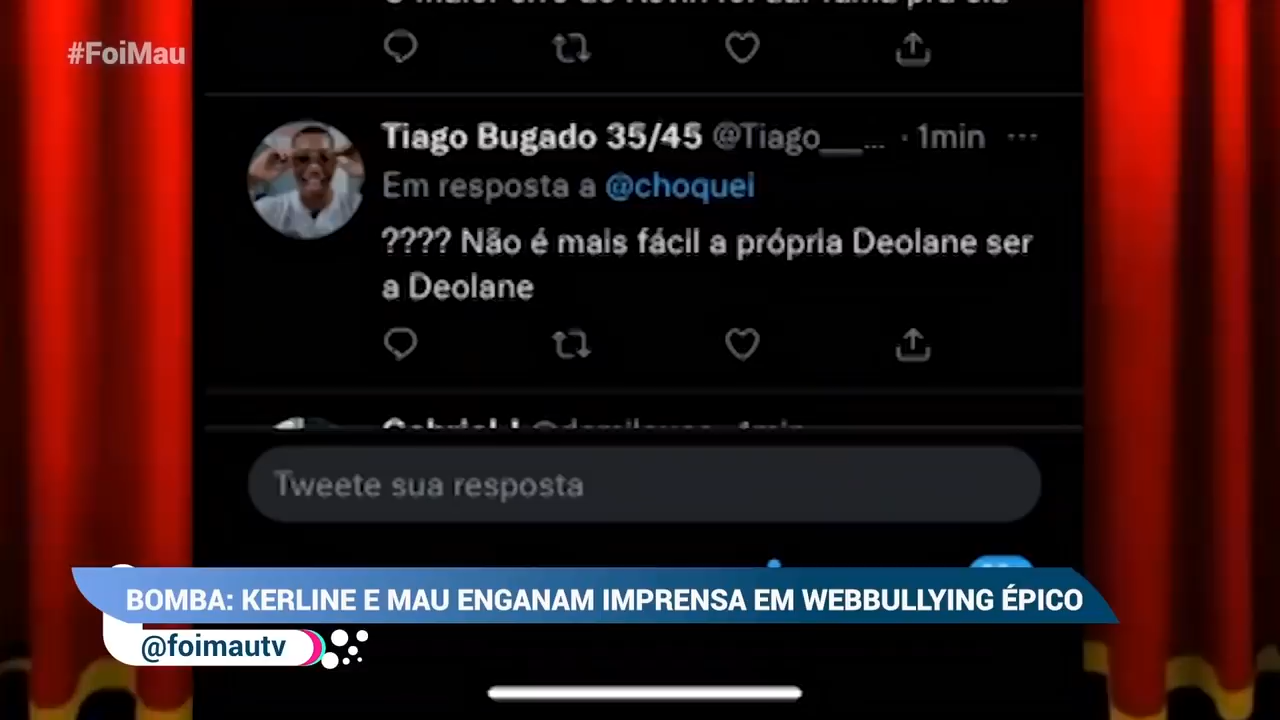 #FoiMau
Tiago Bugado 35/45 @Tiago___... · 1min
Em resposta a @choquei
???? Não é mais fácil a própria Deolane ser
a Deolane
Tweete sua resposta
BOMBA: KERLINE E MAU ENGANAM IMPRENSA EM WEBBULLYING ÉPICO
@foimautv